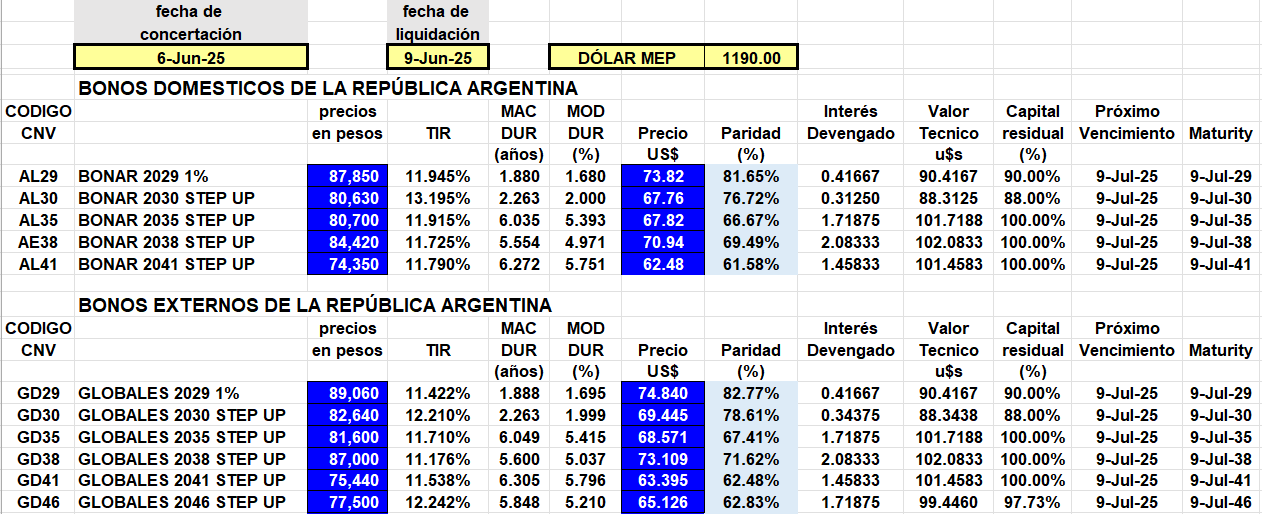 fecha de fecha de
concertación liquidación
6-Jun-25 9-Jun-25 DÓLAR MEP 1190.00
BONOS DOMESTICOS DE LA REPÚBLICA ARGENTINA
CODIGO precios MAC MOD Interés Valor Capital Próximo
CNV en pesos TIR DUR DUR Precio Paridad Devengado Tecnico residual Vencimiento Maturity
(años) (%) US$ (%) u$s (%)
AL29 BONAR 2029 1% 87,850 11.945% 1.880 1.680 73.82 81.65% 0.41667 90.4167 90.00% 9-Jul-25 9-Jul-29
AL30 BONAR 2030 STEP UP 80,630 13.195% 2.263 2.000 67.76 76.72% 0.31250 88.3125 88.00% 9-Jul-25 9-Jul-30
AL35 BONAR 2035 STEP UP 80,700 11.915% 6.035 5.393 67.82 66.67% 1.71875 101.7188 100.00% 9-Jul-25 9-Jul-35
AE38 BONAR 2038 STEP UP 84,420 11.725% 5.554 4.971 70.94 69.49% 2.08333 102.0833 100.00% 9-Jul-25 9-Jul-38
AL41 BONAR 2041 STEP UP 74,350 11.790% 6.272 5.751 62.48 61.58% 1.45833 101.4583 100.00% 9-Jul-25 9-Jul-41
BONOS EXTERNOS DE LA REPÚBLICA ARGENTINA
CODIGO precios MAC MOD Interés Valor Capital Próximo
CNV en pesos TIR DUR DUR Precio Paridad Devengado Tecnico residual Vencimiento Maturity
(años) (%) US$ (%) u$s (%)
GD29 GLOBALES 2029 1% 89,060 11.422% 1.888 1.695 74.840 82.77% 0.41667 90.4167 90.00% 9-Jul-25 9-Jul-29
GD30 GLOBALES 2030 STEP UP 82,640 12.210% 2.263 1.999 69.445 78.61% 0.34375 88.3438 88.00% 9-Jul-25 9-Jul-30
GD35 GLOBALES 2035 STEP UP 81,600 11.710% 6.049 5.415 68.571 67.41% 1.71875 101.7188 100.00% 9-Jul-25 9-Jul-35
GD38 GLOBALES 2038 STEP UP 87,000 11.176% 5.600 5.037 73.109 71.62% 2.08333 102.0833 100.00% 9-Jul-25 9-Jul-38
GD41 GLOBALES 2041 STEP UP 75,440 11.538% 6.305 5.796 63.395 62.48% 1.45833 101.4583 100.00% 9-Jul-25 9-Jul-41
GD46 GLOBALES 2046 STEP UP 77,500 12.242% 5.848 5.210 65.126 62.83% 1.71875 99.4460 97.73% 9-Jul-25 9-Jul-46